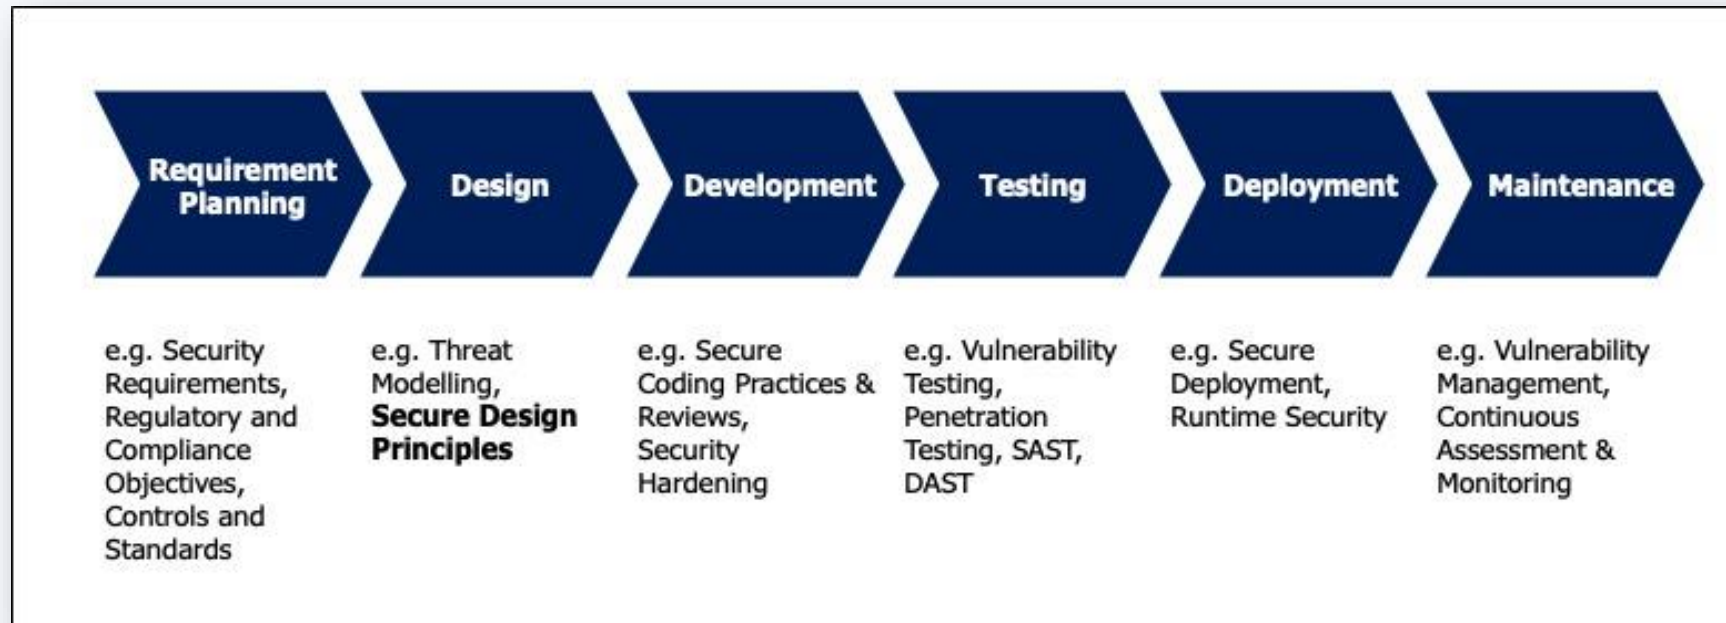 Requirement
Planning
Design
Development
Testing
Deployment
Maintenance
e.g. Security
Requirements,
Regulatory and
Compliance
Objectives,
Controls and
Standards
e.g. Threat
Modelling,
Secure Design
Principles
e.g. Secure
Coding Practices &
Reviews,
Security
Hardening
e.g. Vulnerability
Testing,
Penetration
Testing, SAST,
DAST
e.g. Secure
Deployment,
Runtime Security
e.g. Vulnerability
Management,
Continuous
Assessment &
Monitoring